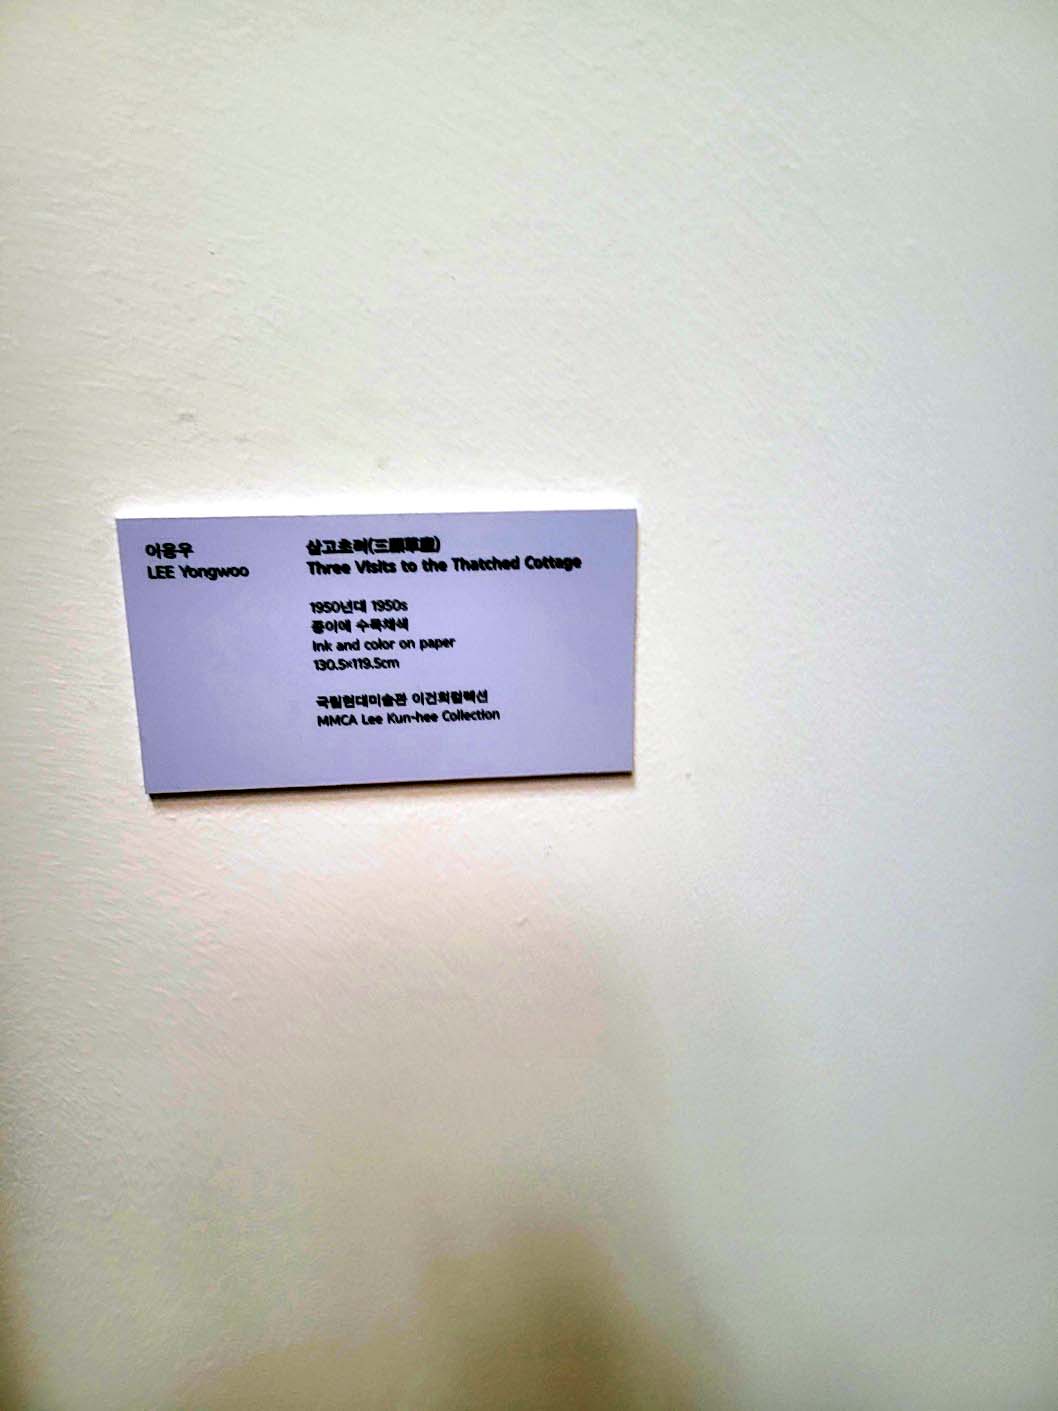 이용우
LEE Yongwoo
삼고초려(三顧草廬)
Three Visits to the Thatched Cottage
1950년대 1950s
종이에 수묵채색
Ink and color on paper
130.5×119.5cm
국립현대미술관 이건희컬렉션
MMCA Lee Kun-hee Collection